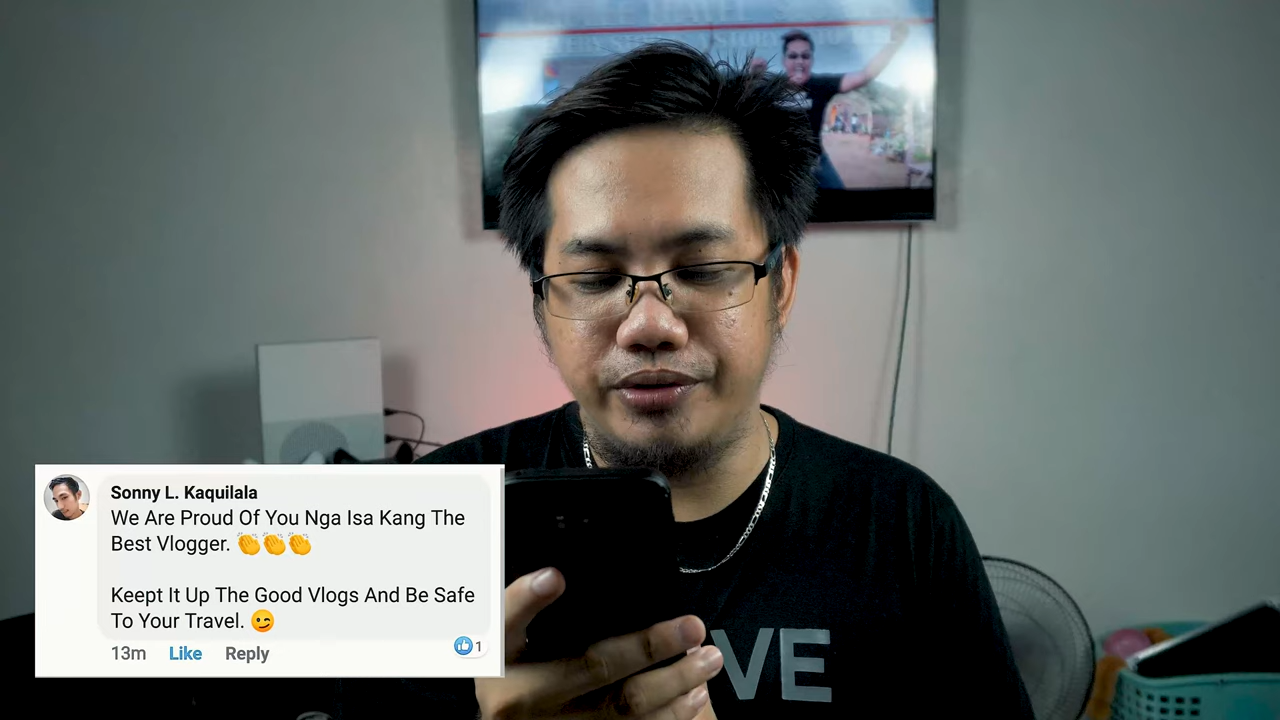 Sonny L. Kaquilala
We Are Proud Of You Nga Isa Kang The
Best Vlogger. 👏👏👏
Keept It Up The Good Vlogs And Be Safe
To Your Travel. 😉
13m Like Reply
1
VE